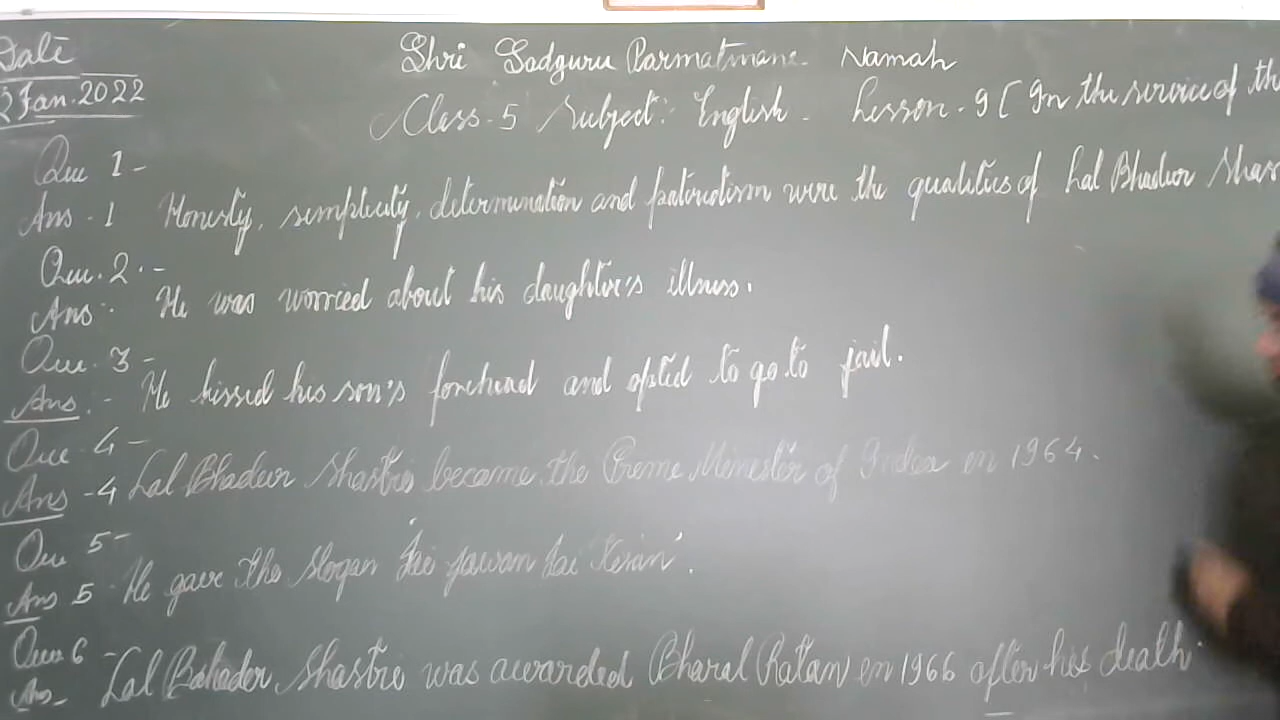 Date
Shri Sadguru Parmatmane Namah
2 Jan. 2022
Class-5 Subject: English - Lesson-9 [In the service of the
Que 1-
Ans-1 Honesty, simplicity, determination and patriotism were the qualities of Lal Bhadur Shas
Que. 2.-
Ans: He was worried about his daughter's illness.
Que. 3-
Ans.- He kissed his son's forehead and opted to go to jail.
Que 4-
Ans-4 Lal Bhadur Shastri became the Prime Minister of India in 1964.
Que 5-
Ans 5 He gave the slogan 'Jai Jawan Jai Kisan'.
Que 6-
Ans- Lal Bahader Shastri was awarded Bharat Ratan in 1966 after his death.